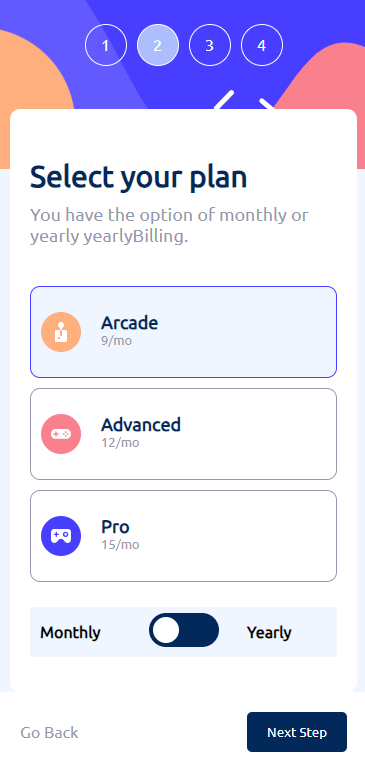 1 2 3 4
Select your plan
You have the option of monthly or
yearly yearlyBilling.
Arcade
9/mo
Advanced
12/mo
Pro
15/mo
Monthly Yearly
Go Back Next Step